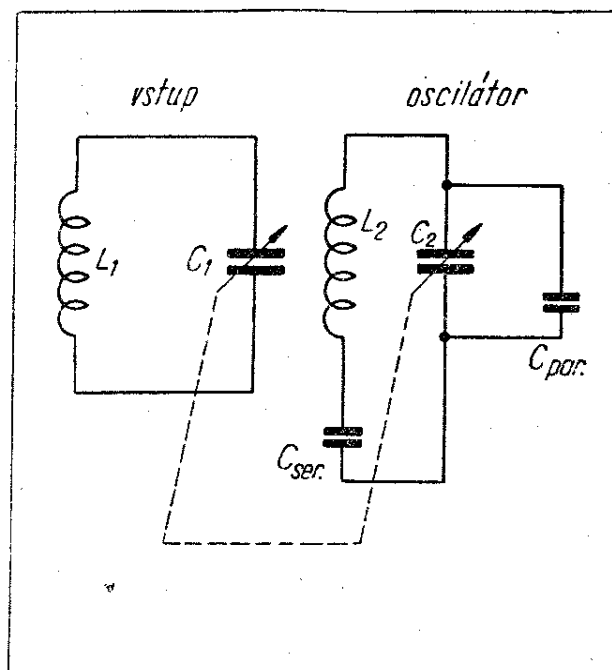 vstup
oscilátor
L1
C1
L2
C2
Cpar.
Cser.